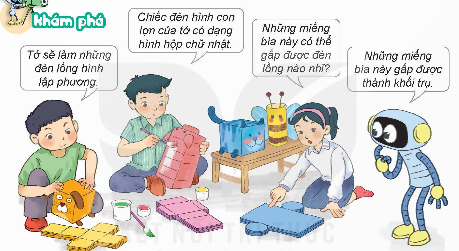 khám phá
Tớ sẽ làm những
đèn lồng hình
lập phương.
Chiếc đèn hình con
lợn của tớ có dạng
hình hộp chữ nhật.
Những miếng
bìa này có thể
gấp được đèn
lồng nào nhỉ?
Những miếng
bìa này gấp được
thành khối trụ.